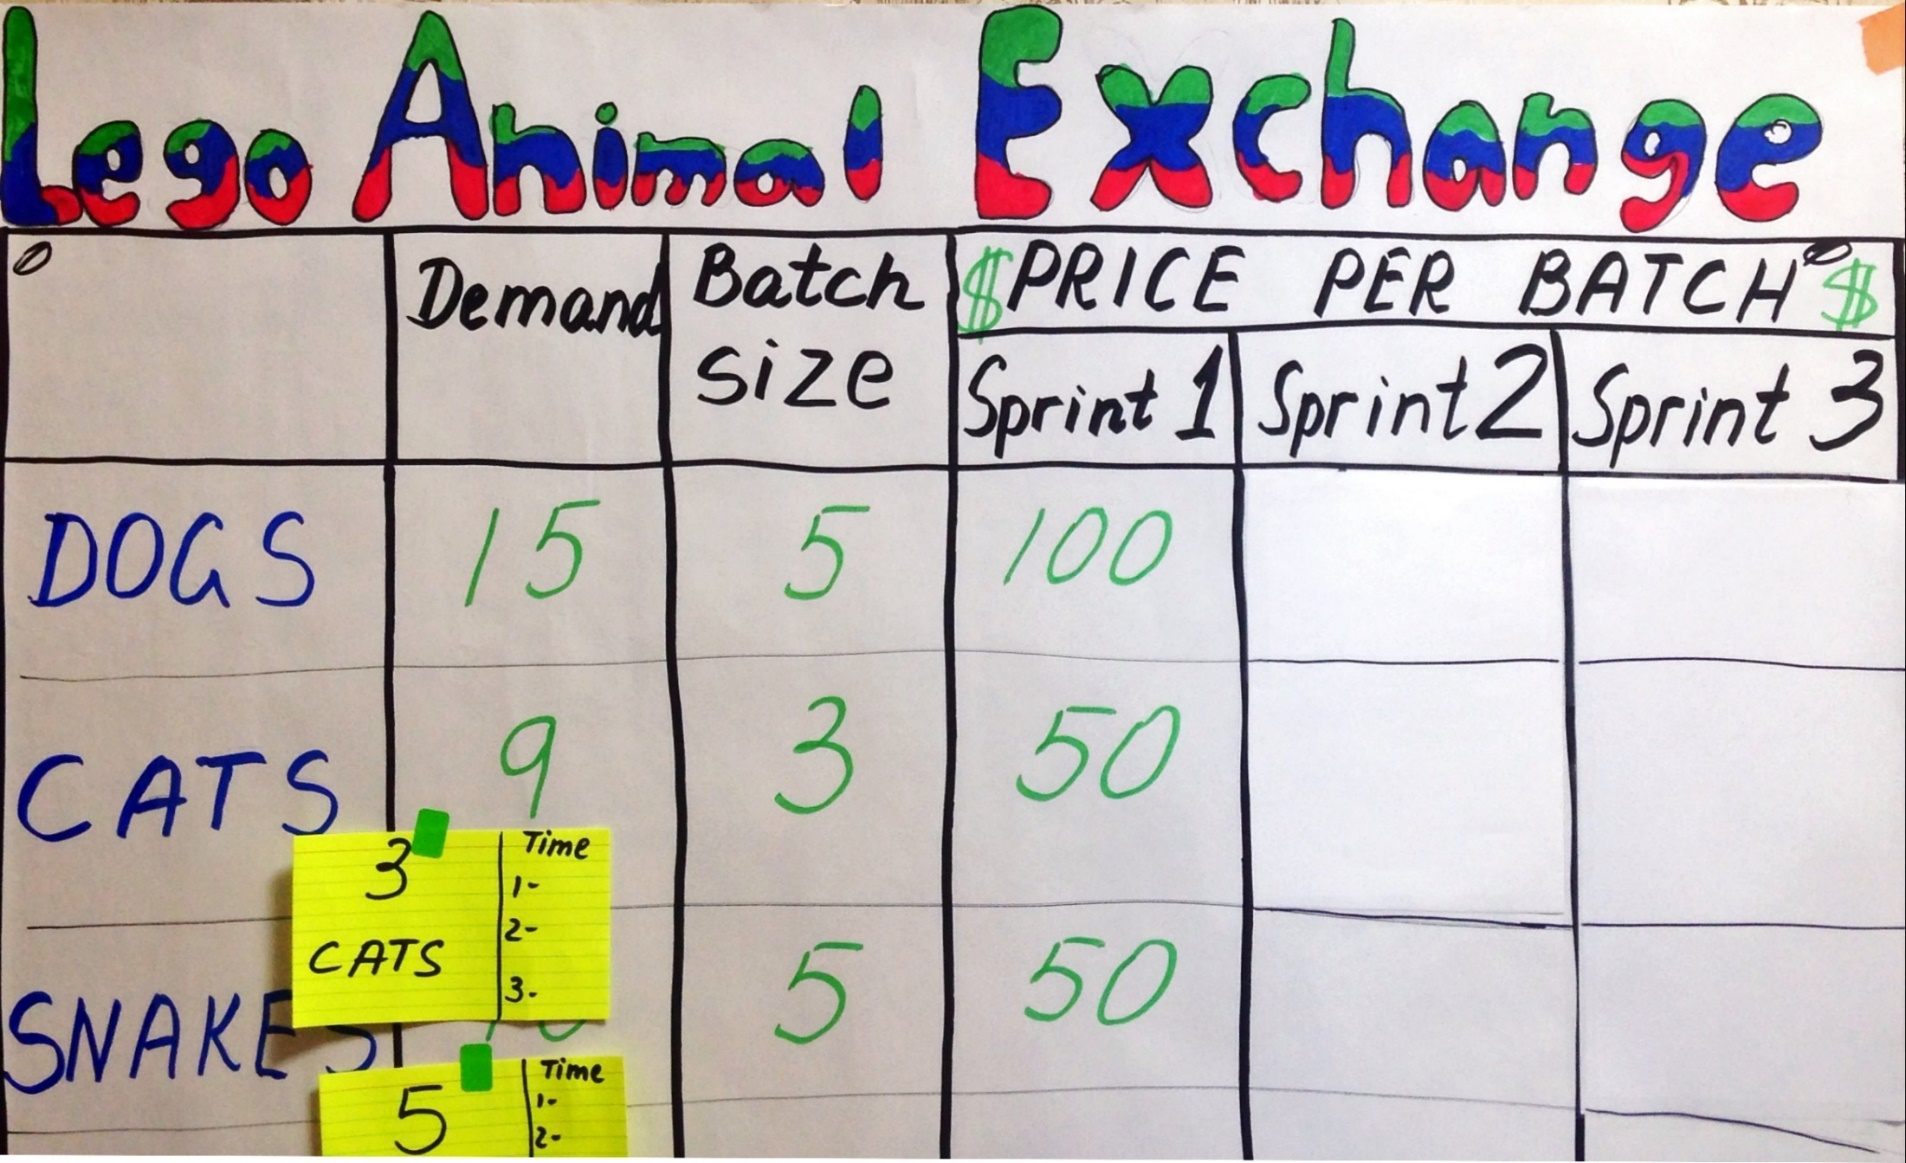 Lego Animal Exchange
Demand
Batch size
$ PRICE PER BATCH $
Sprint 1
Sprint 2
Sprint 3
DOGS 15 5 100
CATS 9 3 50
3 CATS
Time
1-
2-
3-
SNAKES 5 50
5
Time
1-
2-